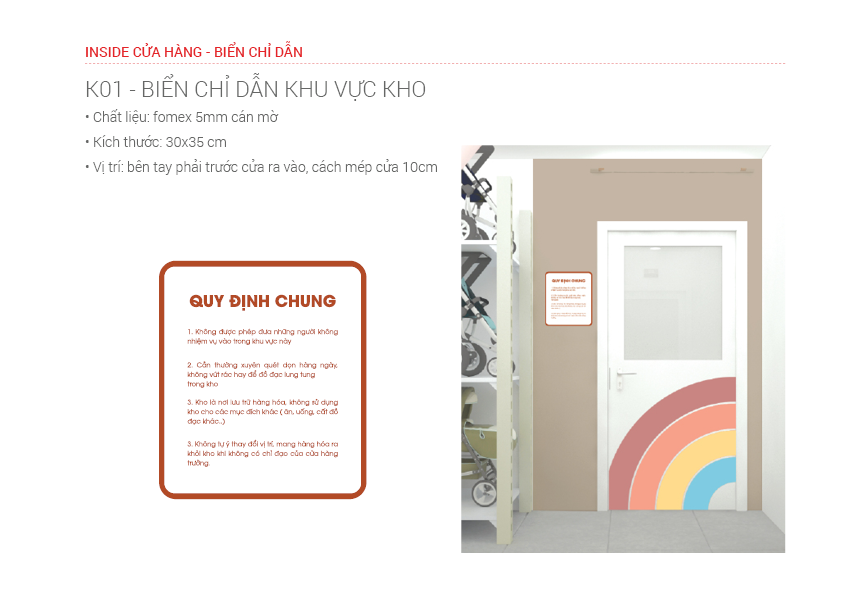 INSIDE CỬA HÀNG - BIỂN CHỈ DẪN
K01 - BIỂN CHỈ DẪN KHU VỰC KHO
• Chất liệu: fomex 5mm cán mờ
• Kích thước: 30x35 cm
• Vị trí: bên tay phải trước cửa ra vào, cách mép cửa 10cm
QUY ĐỊNH CHUNG
1. Không được phép đưa những người không
nhiệm vụ vào trong khu vực này
2. Cần thường xuyên quét dọn hàng ngày,
không vứt rác hay để đồ đạc lung tung
trong kho
3. Kho là nơi lưu trữ hàng hóa, không sử dụng
kho cho các mục đích khác ( ăn, uống, cất đồ
đạc khác..)
3. Không tự ý thay đổi vị trí, mang hàng hóa ra
khỏi kho khi không có chỉ đạo của cửa hàng
trưởng.
QUY ĐỊNH CHUNG